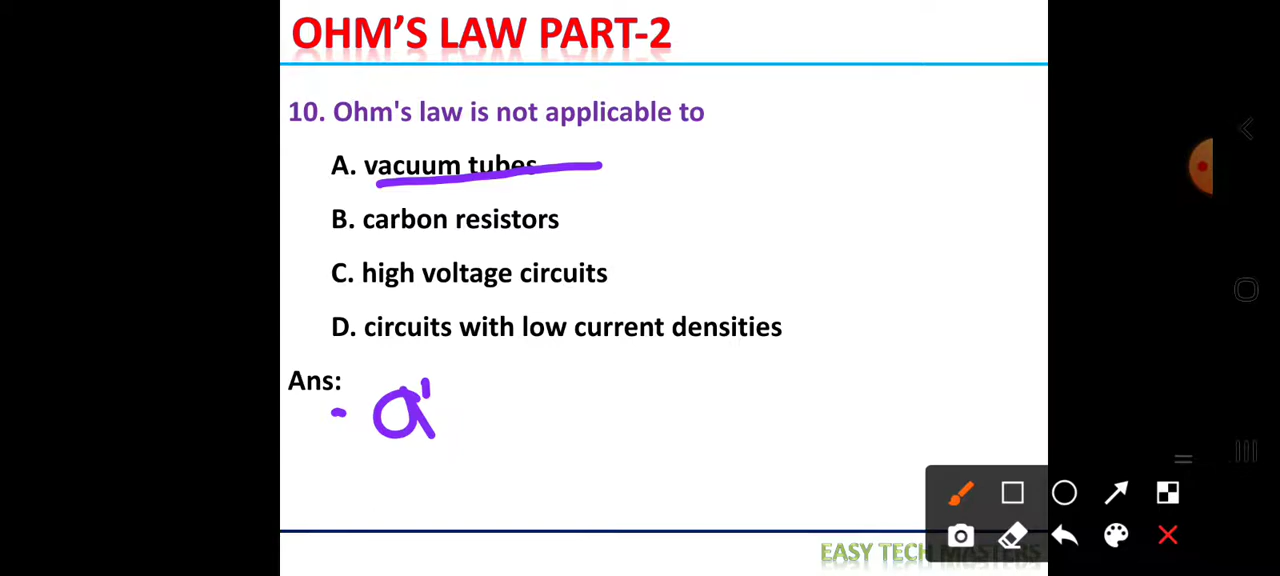 OHM'S LAW PART-2
10. Ohm's law is not applicable to
A. vacuum tubes
B. carbon resistors
C. high voltage circuits
D. circuits with low current densities
Ans:
- a'
EASY TECH MASTERS